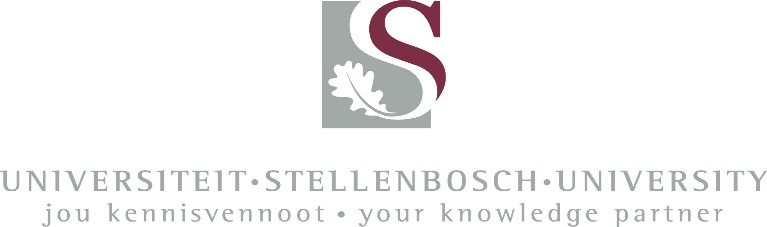 S
UNIVERSITEIT·STELLENBOSCH·UNIVERSITY
jou kennisvennoot • your knowledge partner